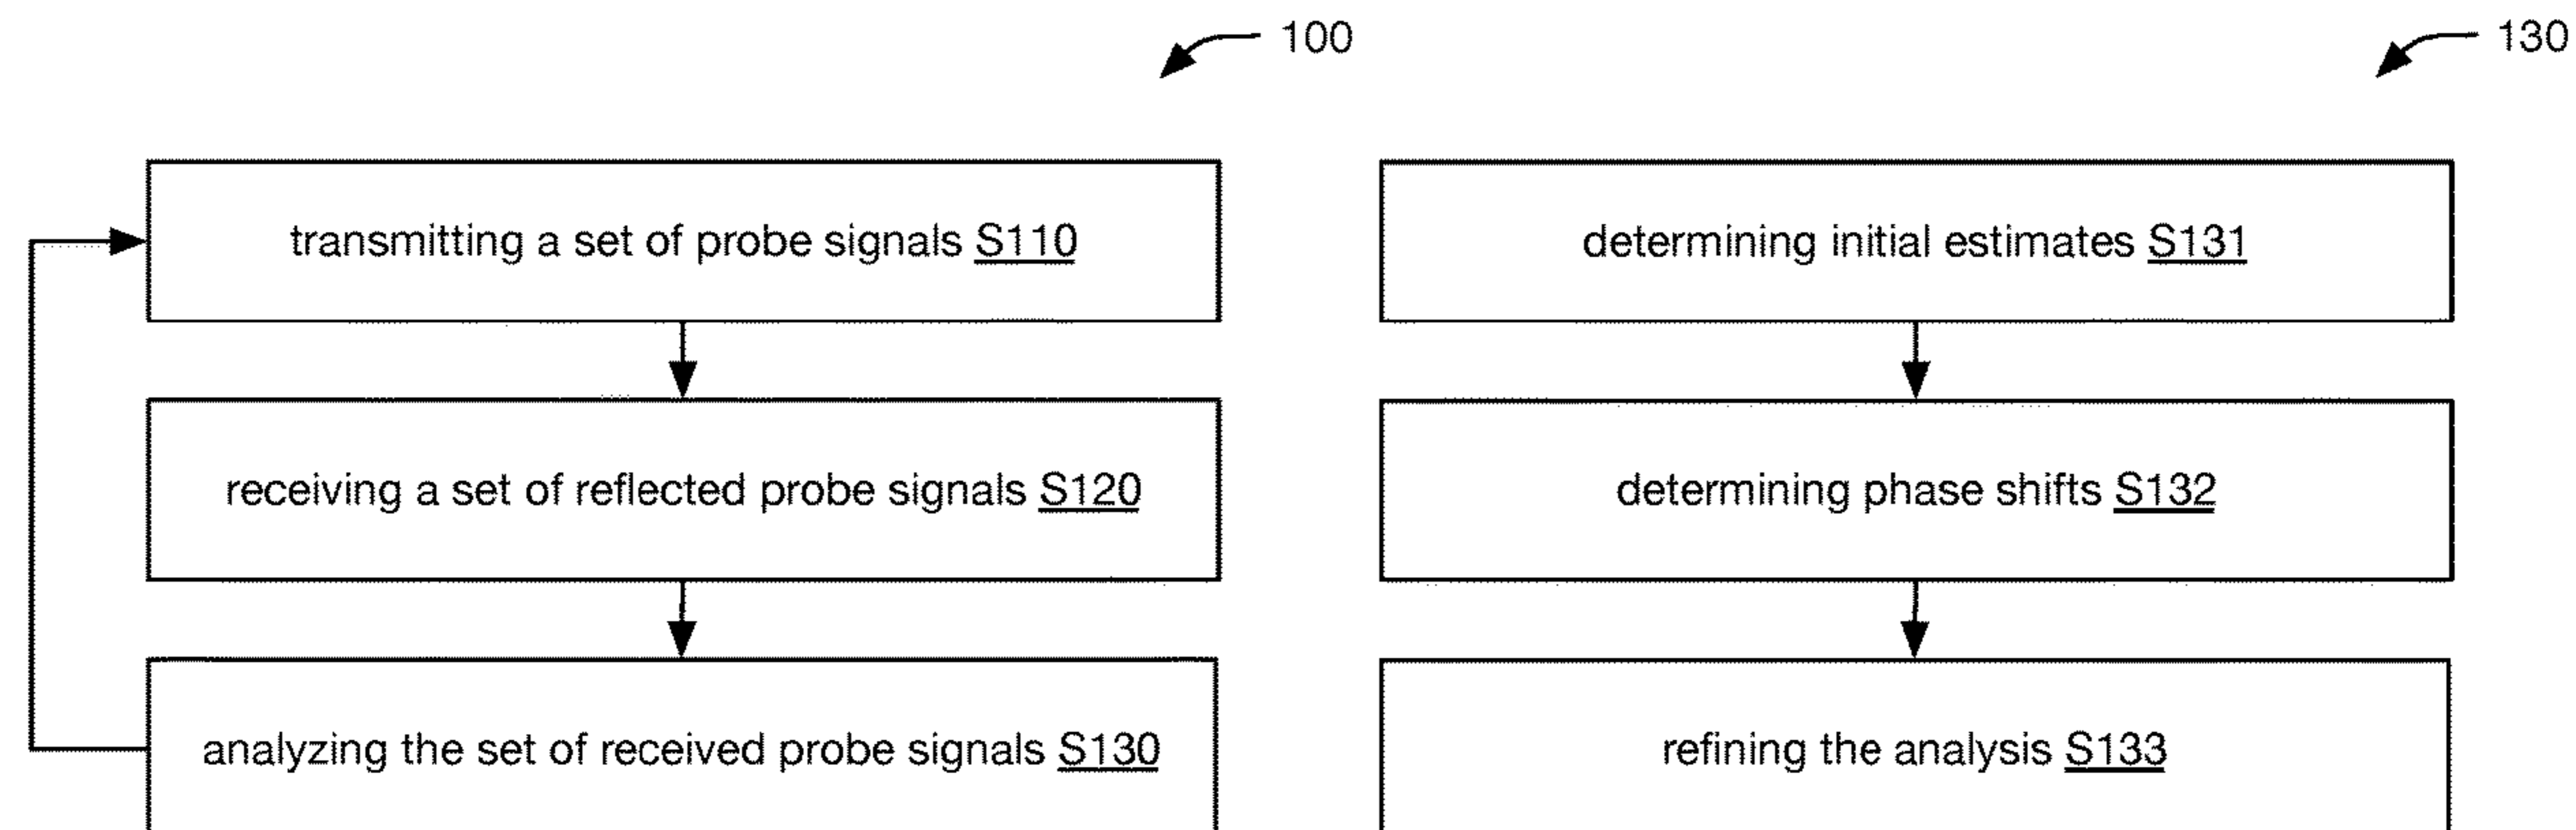 100
transmitting a set of probe signals S110
receiving a set of reflected probe signals S120
analyzing the set of received probe signals S130
130
determining initial estimates S131
determining phase shifts S132
refining the analysis S133